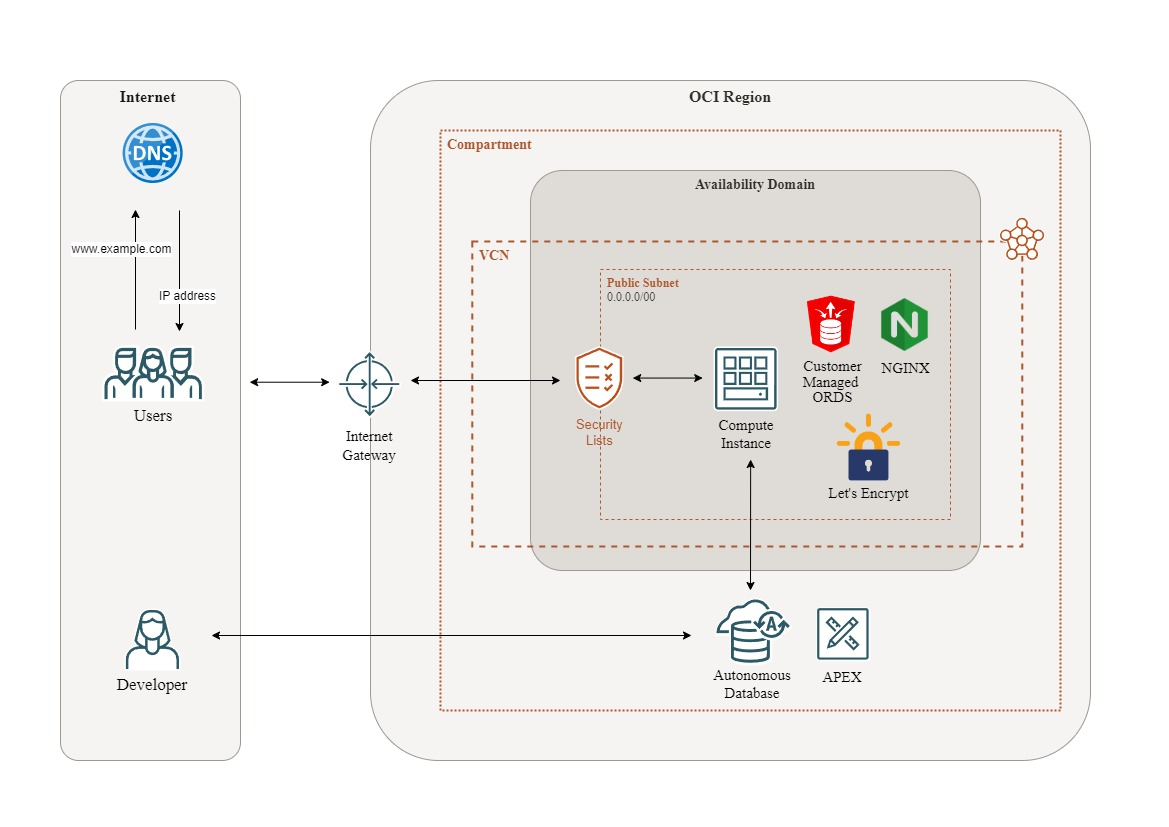 Internet
DNS
www.example.com
IP address
Users
Developer
OCI Region
Compartment
Availability Domain
VCN
Public Subnet
0.0.0.0/00
Internet
Gateway
Security
Lists
Compute
Instance
Customer
Managed
ORDS
N
NGINX
Let's Encrypt
A
Autonomous
Database
APEX